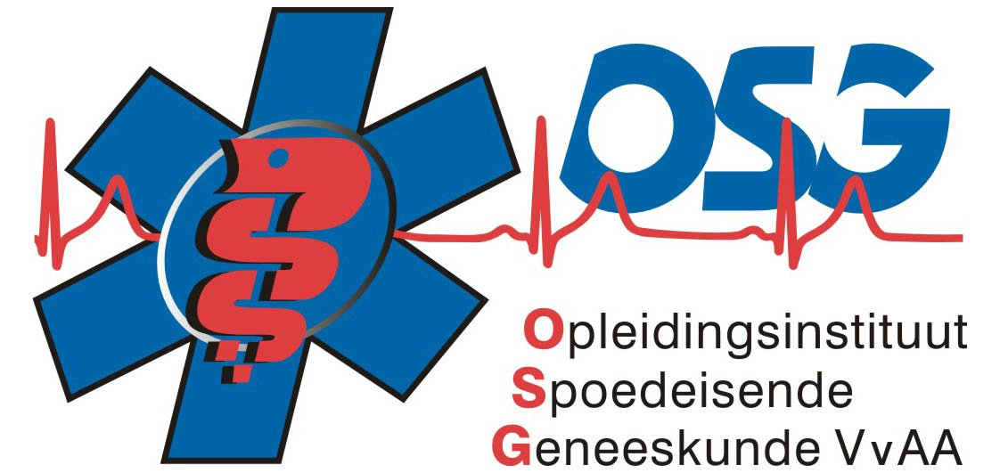 OSG
Opleidingsinstituut
Spoedeisende
Geneeskunde VvAA